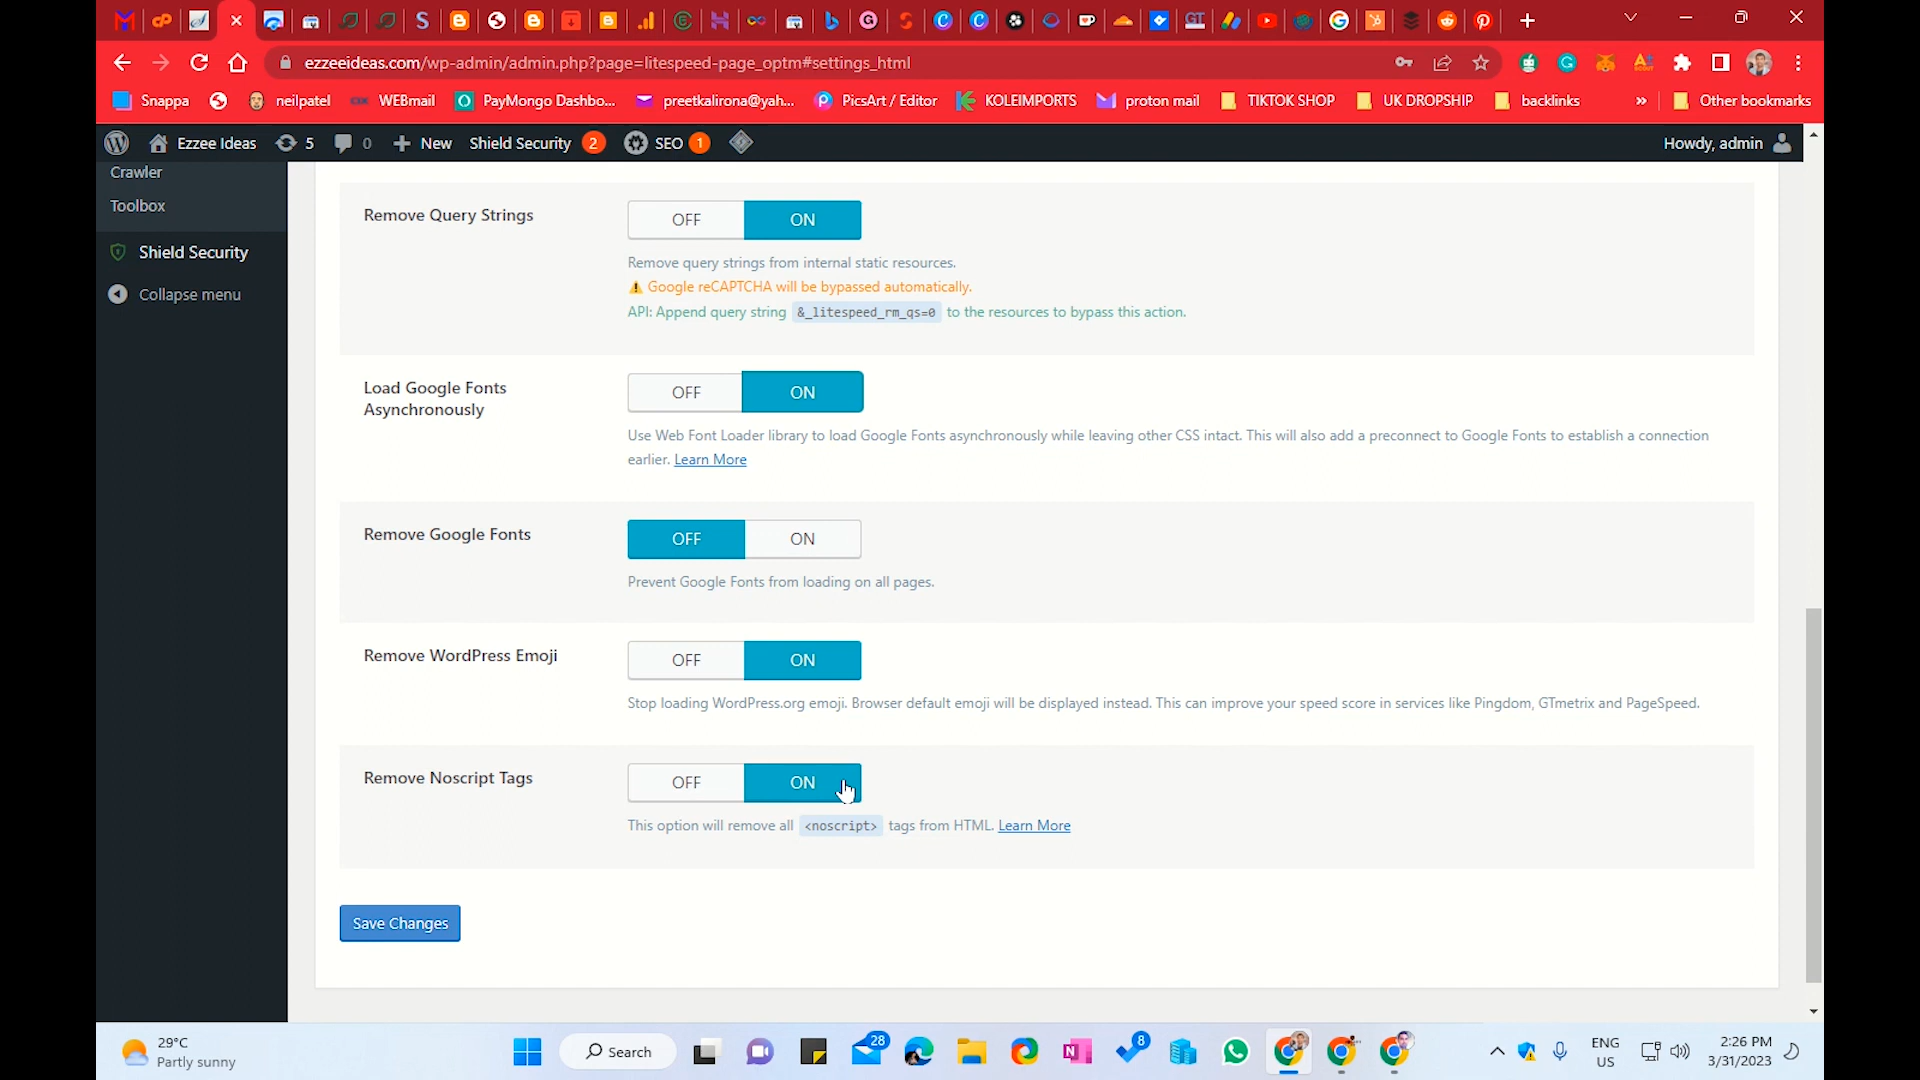 ezzeeideas.com/wp-admin/admin.php?page=litespeed-page_optm#settings_html
Snappa
neilpatel
WEBmail
PayMongo Dashbo...
preetkalirona@yah...
PicsArt / Editor
KOLEIMPORTS
proton mail
TIKTOK SHOP
UK DROPSHIP
backlinks
»
Other bookmarks
Ezzee Ideas
5
0
New
Shield Security 2
SEO 1
Howdy, admin
Crawler
Toolbox
Shield Security
Collapse menu
Remove Query Strings
OFF ON
Remove query strings from internal static resources.
Google reCAPTCHA will be bypassed automatically.
API: Append query string &_litespeed_rm_qs=0 to the resources to bypass this action.
Load Google Fonts
Asynchronously
OFF ON
Use Web Font Loader library to load Google Fonts asynchronously while leaving other CSS intact. This will also add a preconnect to Google Fonts to establish a connection
earlier. Learn More
Remove Google Fonts
OFF ON
Prevent Google Fonts from loading on all pages.
Remove WordPress Emoji
OFF ON
Stop loading WordPress.org emoji. Browser default emoji will be displayed instead. This can improve your speed score in services like Pingdom, GTmetrix and PageSpeed.
Remove Noscript Tags
OFF ON
This option will remove all <noscript> tags from HTML. Learn More
Save Changes
29°C
Partly sunny
Search
28
8
ENG
US
2:26 PM
3/31/2023